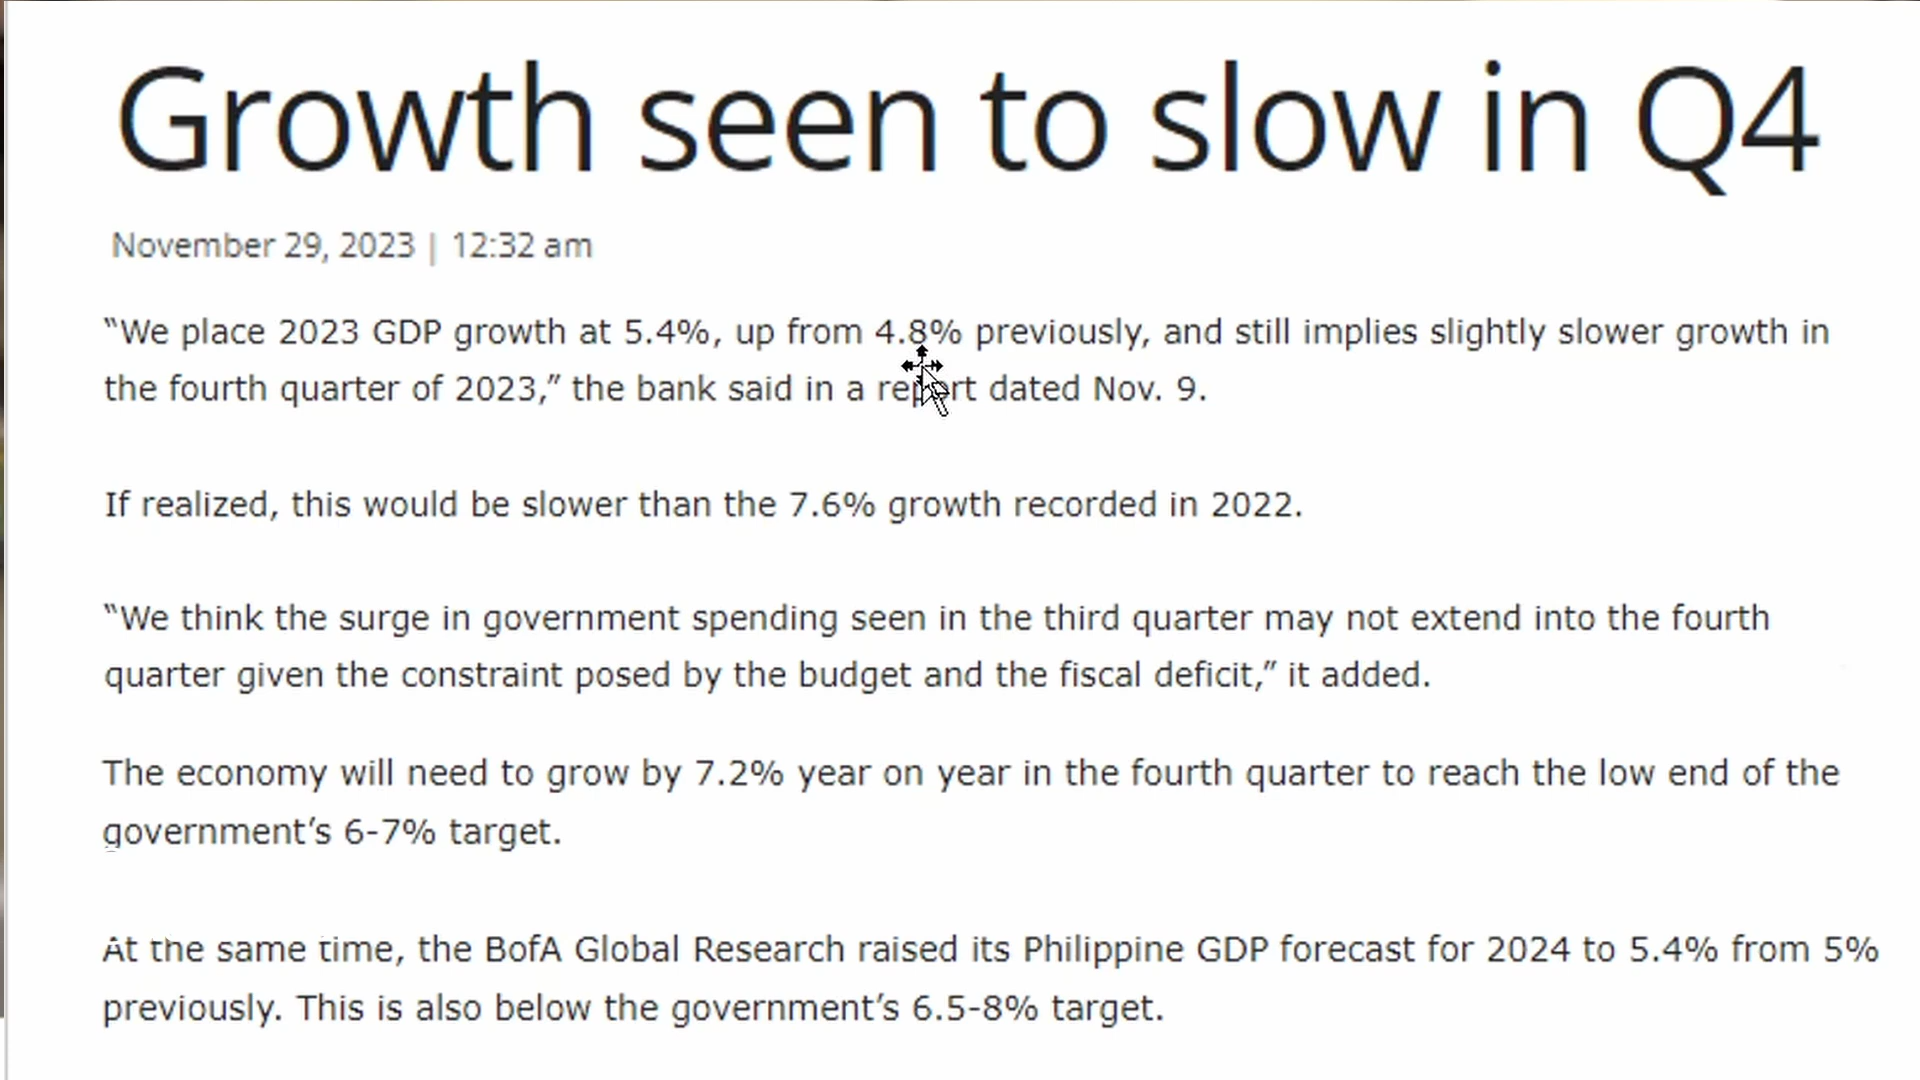 Growth seen to slow in Q4
November 29, 2023 | 12:32 am
“We place 2023 GDP growth at 5.4%, up from 4.8% previously, and still implies slightly slower growth in
the fourth quarter of 2023,” the bank said in a report dated Nov. 9.
If realized, this would be slower than the 7.6% growth recorded in 2022.
“We think the surge in government spending seen in the third quarter may not extend into the fourth
quarter given the constraint posed by the budget and the fiscal deficit,” it added.
The economy will need to grow by 7.2% year on year in the fourth quarter to reach the low end of the
government’s 6-7% target.
At the same time, the BofA Global Research raised its Philippine GDP forecast for 2024 to 5.4% from 5%
previously. This is also below the government’s 6.5-8% target.